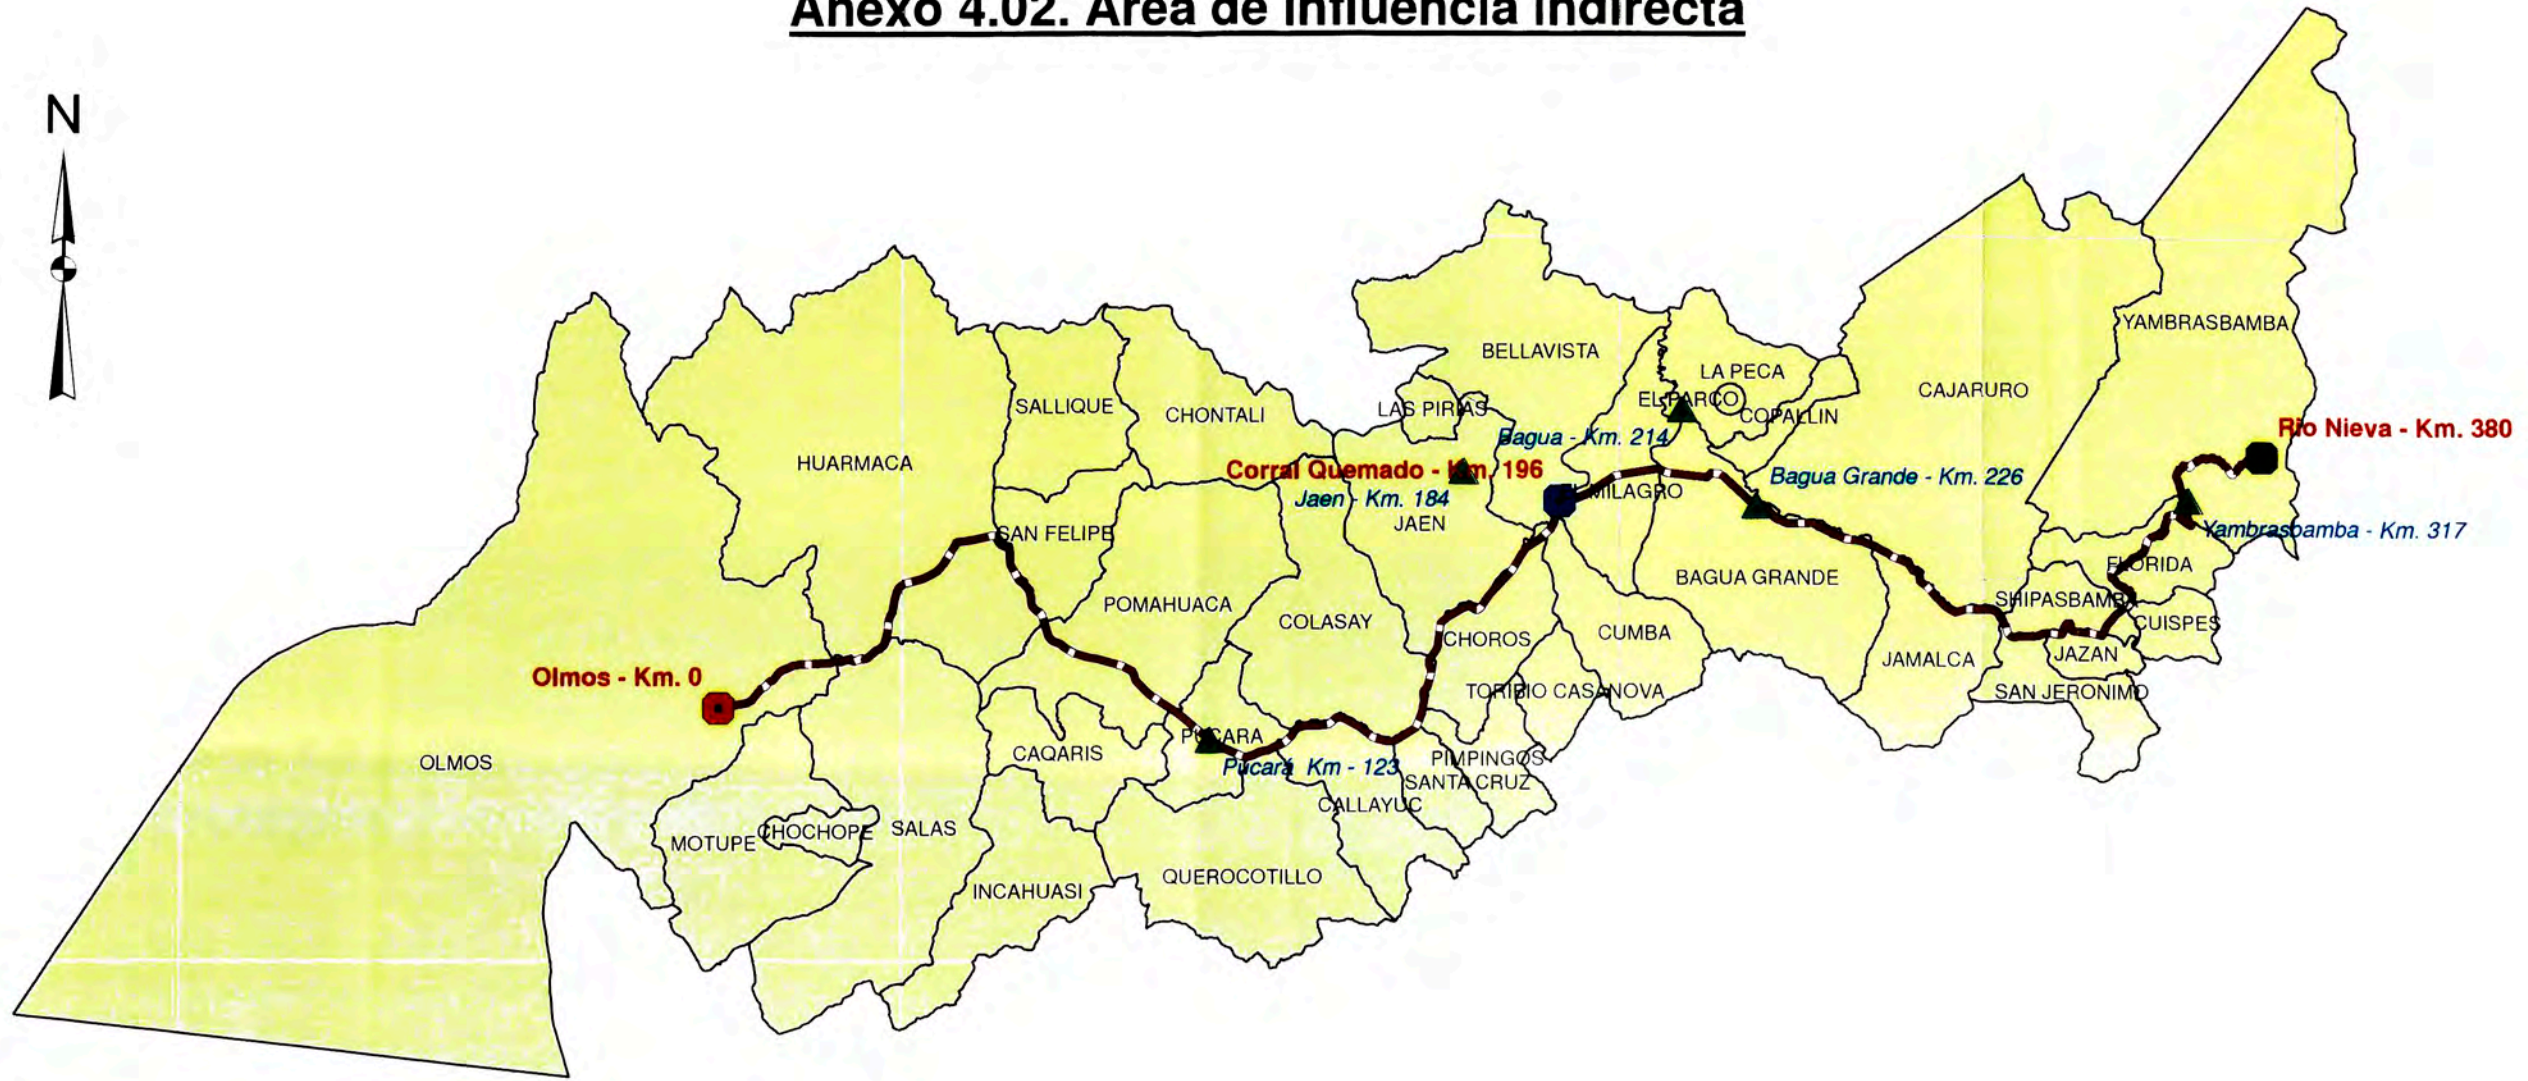 Anexo 4.02. Area de Influencia Indirecta
N
YAMBRASBAMBA
BELLAVISTA
LA PECA
CAJARURO
SALLIQUE
CHONTALI
LAS PIRIAS
EL PARCO
COPALLIN
Bagua - Km. 214
Rio Nieva - Km. 380
HUARMACA
Corral Quemado - Km. 196
Bagua Grande - Km. 226
Jaen - Km. 184
EL MILAGRO
JAEN
SAN FELIPE
Yambrasbamba - Km. 317
FLORIDA
BAGUA GRANDE
POMAHUACA
SHIPASBAMBA
COLASAY
CUISPES
CHOROS
CUMBA
JAZAN
JAMALCA
Olmos - Km. 0
TORIBIO CASANOVA
SAN JERONIMO
PUCARA
CAQARIS
PIMPINGOS
OLMOS
Pucará Km - 123
SANTA CRUZ
CALLAYUC
CHOCHOPE
SALAS
MOTUPE
QUEROCOTILLO
INCAHUASI